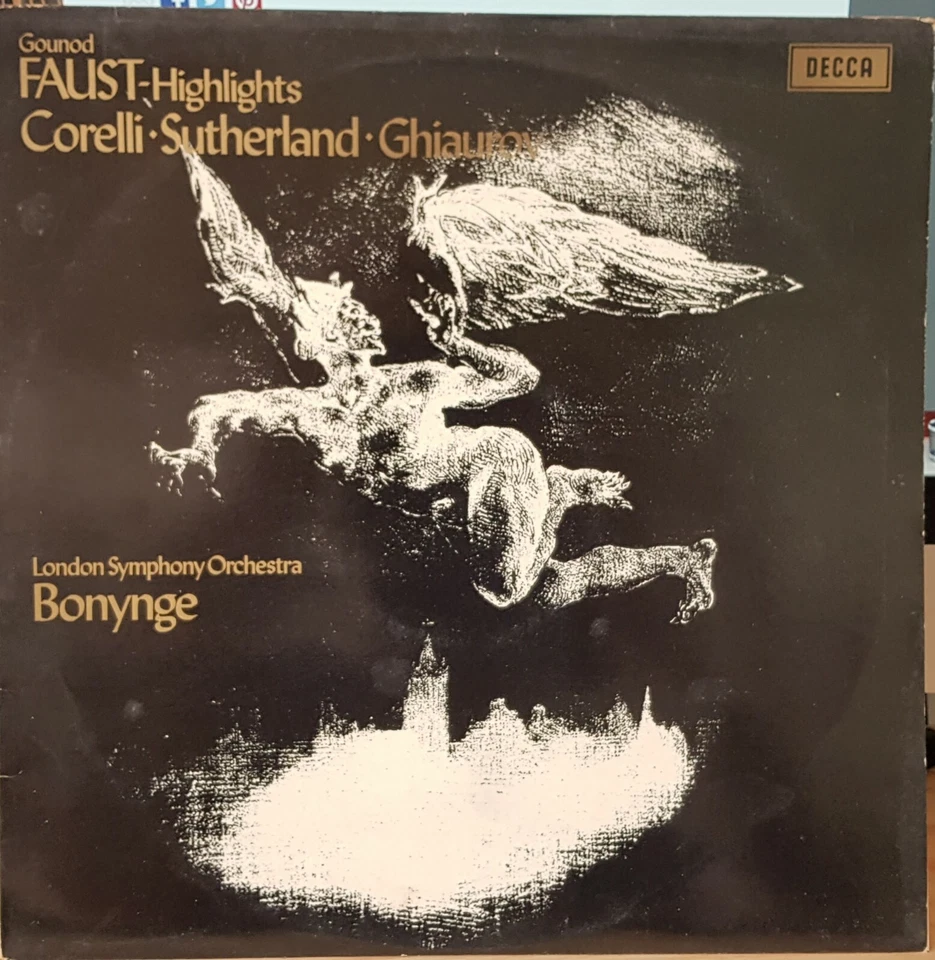 Gounod
FAUST-Highlights
Corelli·Sutherland·Ghiaurov
DECCA
London Symphony Orchestra
Bonynge